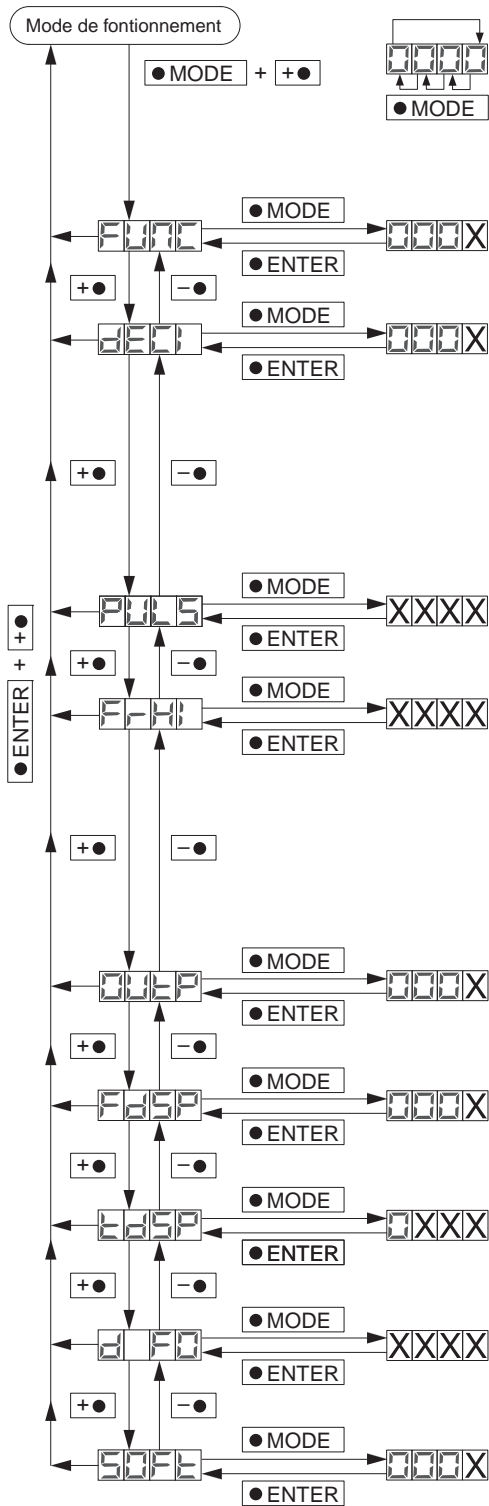 Mode de fontionnement
●MODE + +●
0000
●MODE
●MODE
FUNC 000X
●ENTER
+● −●
●MODE
dECI 000X
●ENTER
+● −●
●MODE
PULS XXXX
●ENTER
+● −●
●MODE
FrHI XXXX
●ENTER
●ENTER + +●
+● −●
●MODE
OUtP 000X
●ENTER
+● −●
●MODE
FdSP 000X
●ENTER
+● −●
●MODE
tdSP 0XXX
●ENTER
+● −●
●MODE
d FO XXXX
●ENTER
+● −●
●MODE
SOFt 000X
●ENTER